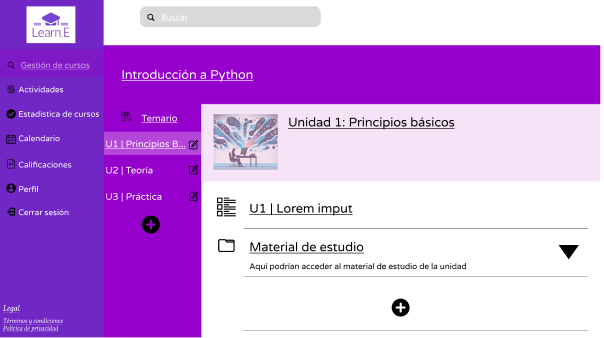 Learn.E
Buscar
Gestión de cursos
Actividades
Estadística de cursos
Calendario
Calificaciones
Perfil
Cerrar sesión
Legal
Términos y condiciones
Política de privacidad
Introducción a Python
Temario
U1 | Principios B...
U2 | Teoría
U3 | Práctica
Unidad 1: Principios básicos
U1 | Lorem imput
Material de estudio
Aqui podrían acceder al material de estudio de la unidad